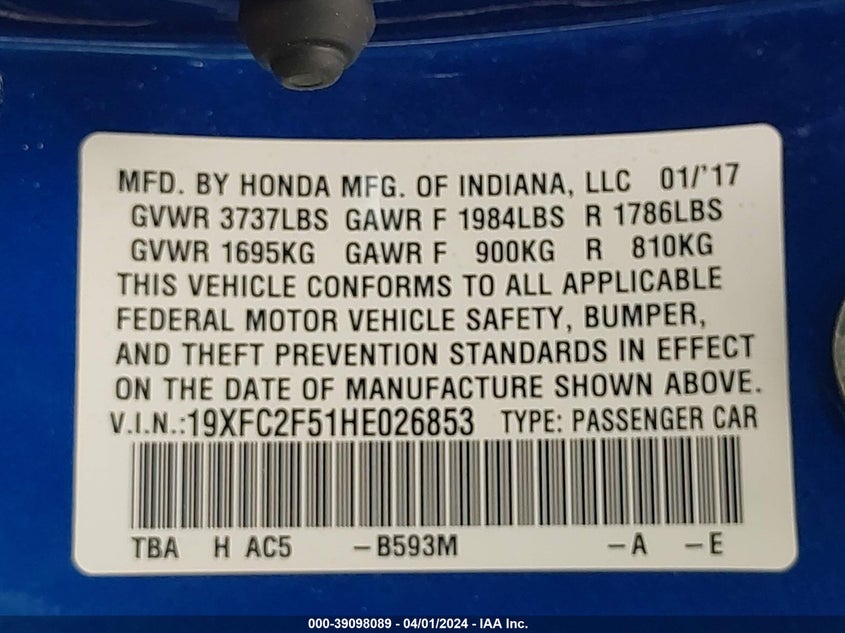 MFD. BY HONDA MFG. OF INDIANA, LLC 01/'17
GVWR 3737LBS GAWR F 1984LBS R 1786LBS
GVWR 1695KG GAWR F 900KG R 810KG
THIS VEHICLE CONFORMS TO ALL APPLICABLE
FEDERAL MOTOR VEHICLE SAFETY, BUMPER,
AND THEFT PREVENTION STANDARDS IN EFFECT
ON THE DATE OF MANUFACTURE SHOWN ABOVE.
V.I.N.:19XFC2F51HE026853 TYPE: PASSENGER CAR
TBA H AC5 -B593M -A -E
000-39098089 - 04/01/2024 - IAA Inc.